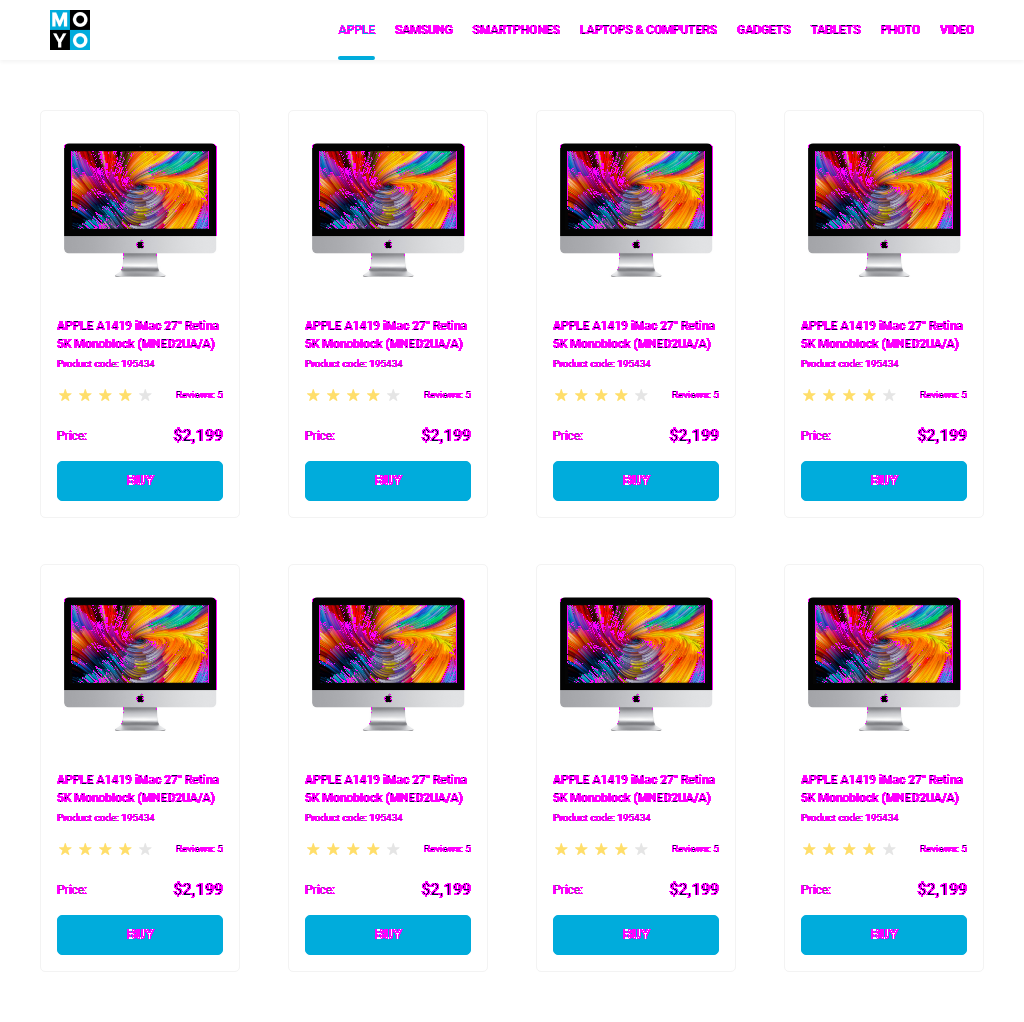 MO
YO
APPLE SAMSUNG SMARTPHONES LAPTOPS & COMPUTERS GADGETS TABLETS PHOTO VIDEO
APPLE A1419 iMac 27" Retina
5K Monoblock (MNED2UA/A)
Product code: 195434
Reviews: 5
Price: $2,199
BUY
APPLE A1419 iMac 27" Retina
5K Monoblock (MNED2UA/A)
Product code: 195434
Reviews: 5
Price: $2,199
BUY
APPLE A1419 iMac 27" Retina
5K Monoblock (MNED2UA/A)
Product code: 195434
Reviews: 5
Price: $2,199
BUY
APPLE A1419 iMac 27" Retina
5K Monoblock (MNED2UA/A)
Product code: 195434
Reviews: 5
Price: $2,199
BUY
APPLE A1419 iMac 27" Retina
5K Monoblock (MNED2UA/A)
Product code: 195434
Reviews: 5
Price: $2,199
BUY
APPLE A1419 iMac 27" Retina
5K Monoblock (MNED2UA/A)
Product code: 195434
Reviews: 5
Price: $2,199
BUY
APPLE A1419 iMac 27" Retina
5K Monoblock (MNED2UA/A)
Product code: 195434
Reviews: 5
Price: $2,199
BUY
APPLE A1419 iMac 27" Retina
5K Monoblock (MNED2UA/A)
Product code: 195434
Reviews: 5
Price: $2,199
BUY